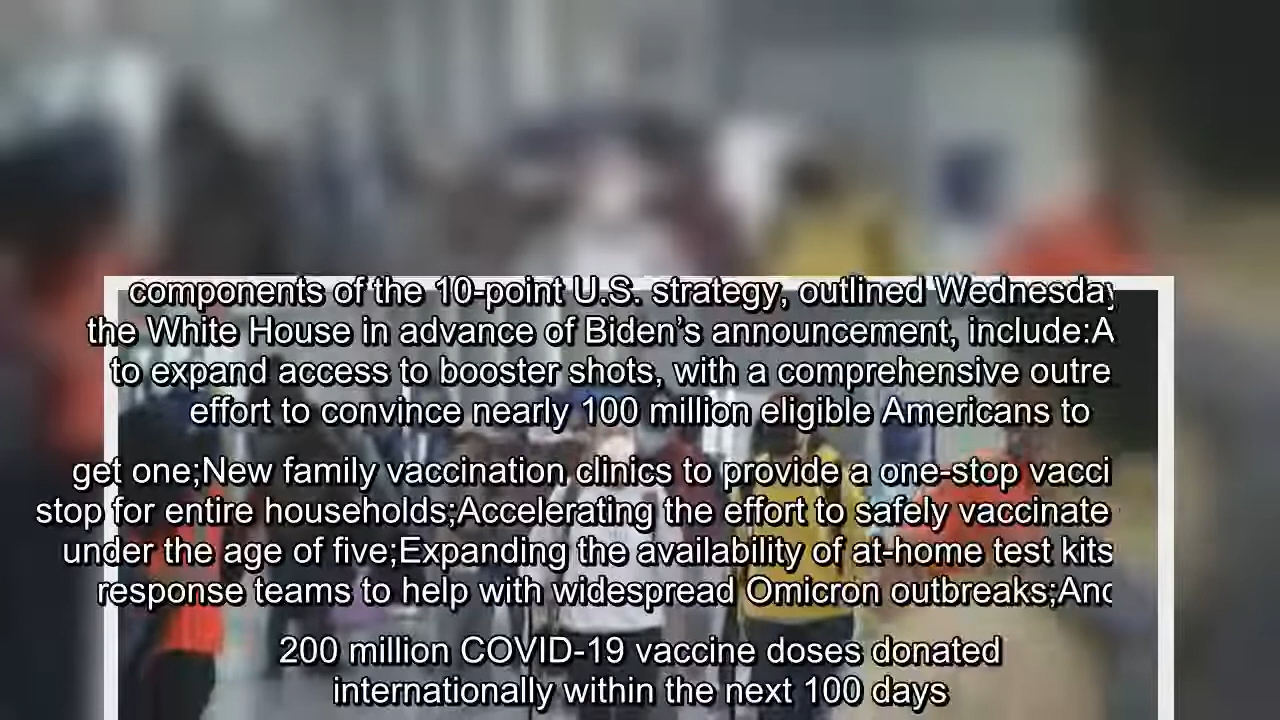 components of the 10-point U.S. strategy, outlined Wednesday
the White House in advance of Biden’s announcement, include:A
to expand access to booster shots, with a comprehensive outre
effort to convince nearly 100 million eligible Americans to
get one;New family vaccination clinics to provide a one-stop vacci
stop for entire households;Accelerating the effort to safely vaccinate
under the age of five;Expanding the availability of at-home test kits
response teams to help with widespread Omicron outbreaks;And
200 million COVID-19 vaccine doses donated
internationally within the next 100 days